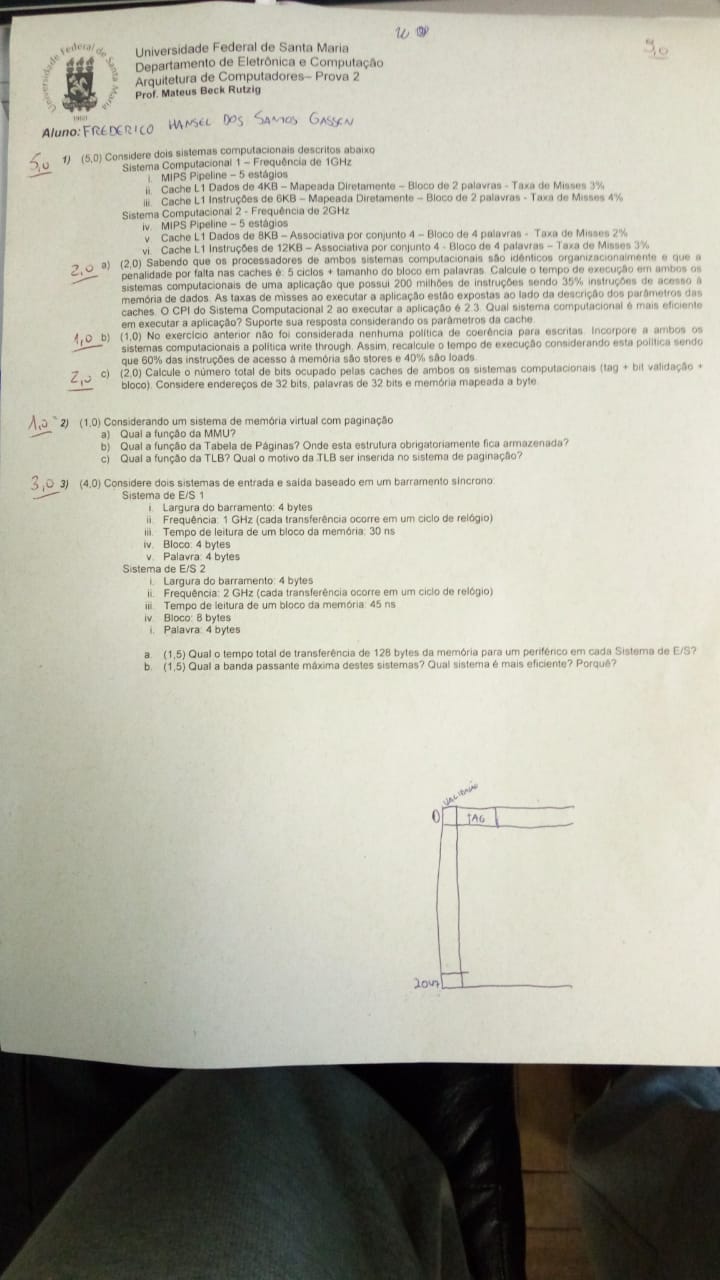 9,0
Universidade Federal de Santa Maria
Departamento de Eletrônica e Computação
Arquitetura de Computadores– Prova 2
Prof. Mateus Beck Rutzig
Universidade Federal de Santa Maria
1960
Aluno: FREDERICO HANSEL DOS SANTOS GASSEN
5,0 1) (5,0) Considere dois sistemas computacionais descritos abaixo
Sistema Computacional 1 – Frequência de 1GHz
i. MIPS Pipeline – 5 estágios
ii. Cache L1 Dados de 4KB – Mapeada Diretamente – Bloco de 2 palavras - Taxa de Misses 3%
iii. Cache L1 Instruções de 6KB – Mapeada Diretamente – Bloco de 2 palavras - Taxa de Misses 4%
Sistema Computacional 2 - Frequência de 2GHz
iv. MIPS Pipeline – 5 estágios
v. Cache L1 Dados de 8KB – Associativa por conjunto 4 – Bloco de 4 palavras - Taxa de Misses 2%
vi. Cache L1 Instruções de 12KB – Associativa por conjunto 4 - Bloco de 4 palavras – Taxa de Misses 3%
2,0 a) (2,0) Sabendo que os processadores de ambos sistemas computacionais são idênticos organizacionalmente e que a
penalidade por falta nas caches é: 5 ciclos + tamanho do bloco em palavras. Calcule o tempo de execução em ambos os
sistemas computacionais de uma aplicação que possui 200 milhões de instruções sendo 35% instruções de acesso à
memória de dados. As taxas de misses ao executar a aplicação estão expostas ao lado da descrição dos parâmetros das
caches. O CPI do Sistema Computacional 2 ao executar a aplicação é 2.3. Qual sistema computacional é mais eficiente
em executar a aplicação? Suporte sua resposta considerando os parâmetros da cache.
1,0 b) (1,0) No exercício anterior não foi considerada nenhuma política de coerência para escritas. Incorpore a ambos os
sistemas computacionais a política write through. Assim, recalcule o tempo de execução considerando esta política sendo
que 60% das instruções de acesso à memória são stores e 40% são loads.
2,0 c) (2,0) Calcule o número total de bits ocupado pelas caches de ambos os sistemas computacionais (tag + bit validação +
bloco). Considere endereços de 32 bits, palavras de 32 bits e memória mapeada a byte.
1,0 2) (1,0) Considerando um sistema de memória virtual com paginação
a) Qual a função da MMU?
b) Qual a função da Tabela de Páginas? Onde esta estrutura obrigatoriamente fica armazenada?
c) Qual a função da TLB? Qual o motivo da TLB ser inserida no sistema de paginação?
3,0 3) (4,0) Considere dois sistemas de entrada e saída baseado em um barramento síncrono:
Sistema de E/S 1
i. Largura do barramento: 4 bytes
ii. Frequência: 1 GHz (cada transferência ocorre em um ciclo de relógio)
iii. Tempo de leitura de um bloco da memória: 30 ns
iv. Bloco: 4 bytes
v. Palavra: 4 bytes
Sistema de E/S 2
i. Largura do barramento: 4 bytes
ii. Frequência: 2 GHz (cada transferência ocorre em um ciclo de relógio)
iii. Tempo de leitura de um bloco da memória: 45 ns
iv. Bloco: 8 bytes
i. Palavra: 4 bytes
a. (1,5) Qual o tempo total de transferência de 128 bytes da memória para um periférico em cada Sistema de E/S?
b. (1,5) Qual a banda passante máxima destes sistemas? Qual sistema é mais eficiente? Porquê?
VALIDAÇÃO
0 TAG
2047